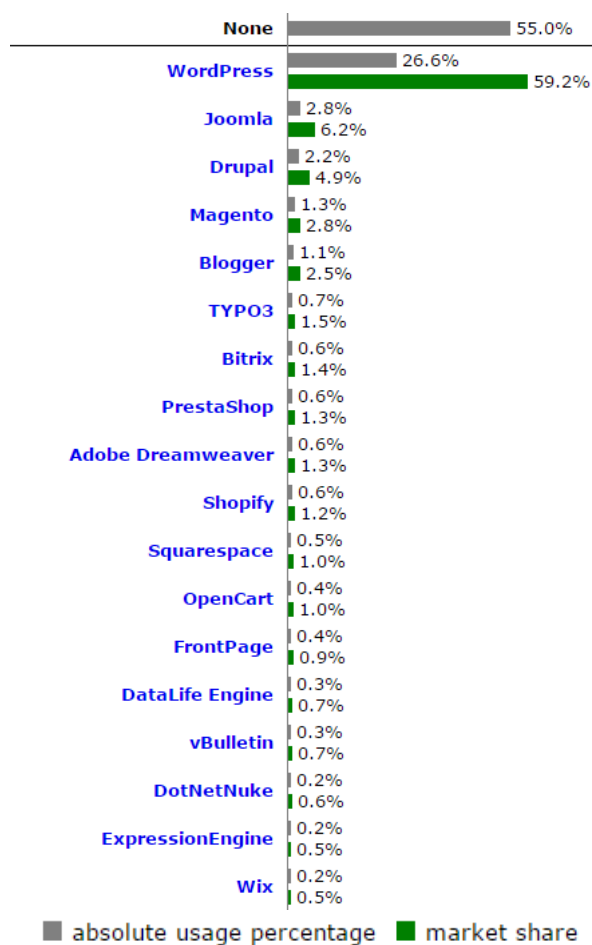 None 55.0%
WordPress 26.6%
59.2%
Joomla 2.8%
6.2%
Drupal 2.2%
4.9%
Magento 1.3%
2.8%
Blogger 1.1%
2.5%
TYPO3 0.7%
1.5%
Bitrix 0.6%
1.4%
PrestaShop 0.6%
1.3%
Adobe Dreamweaver 0.6%
1.3%
Shopify 0.6%
1.2%
Squarespace 0.5%
1.0%
OpenCart 0.4%
1.0%
FrontPage 0.4%
0.9%
DataLife Engine 0.3%
0.7%
vBulletin 0.3%
0.7%
DotNetNuke 0.2%
0.6%
ExpressionEngine 0.2%
0.5%
Wix 0.2%
0.5%
absolute usage percentage market share